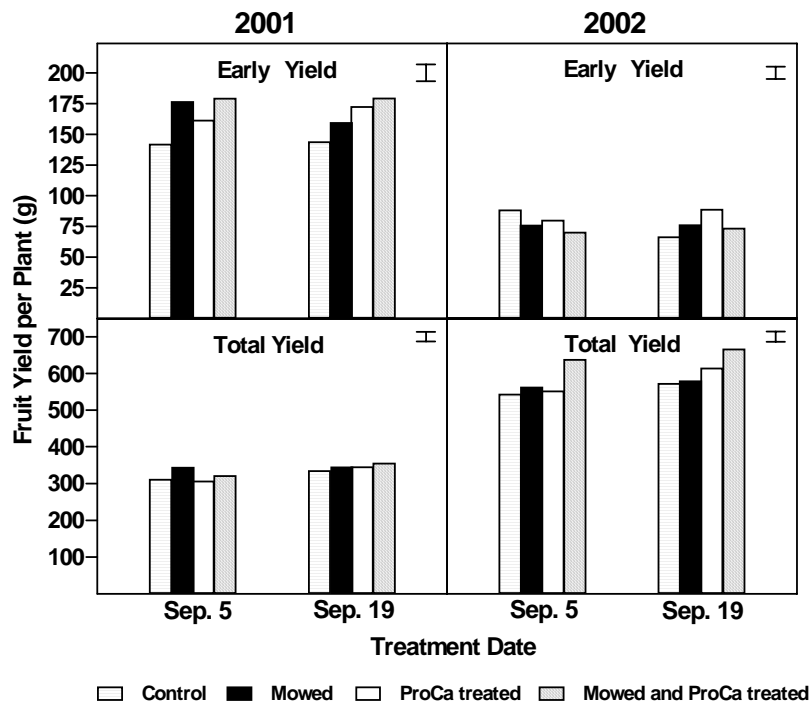 2001 2002
Early Yield Early Yield
200
175
150
125
100
75
50
25
Total Yield Total Yield
700
600
500
400
300
200
100
Fruit Yield per Plant (g)
Sep. 5 Sep. 19 Sep. 5 Sep. 19
Treatment Date
Control Mowed ProCa treated Mowed and ProCa treated